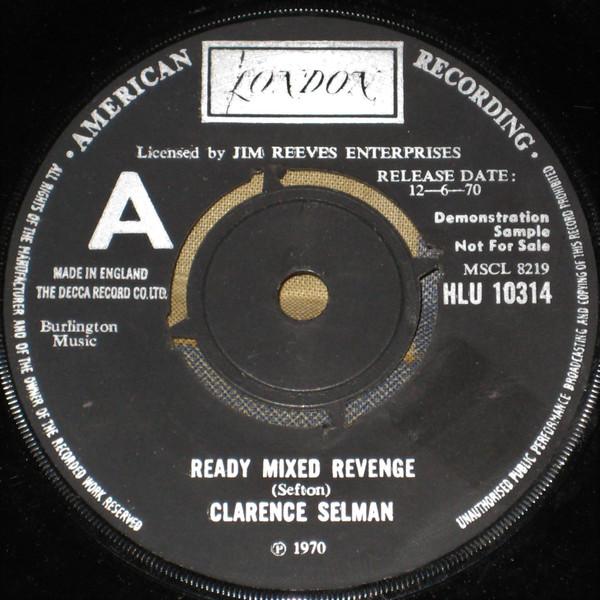 · AMERICAN RECORDING ·
LONDON
Licensed by JIM REEVES ENTERPRISES
A
RELEASE DATE:
12—6—70
Demonstration
Sample
Not For Sale
MADE IN ENGLAND
THE DECCA RECORD CO. LTD.
MSCL 8219
HLU 10314
Burlington
Music
READY MIXED REVENGE
(Sefton)
CLARENCE SELMAN
℗ 1970
ALL RIGHTS OF THE MANUFACTURER AND OF THE OWNER OF THE RECORDED WORK RESERVED
UNAUTHORISED PUBLIC PERFORMANCE BROADCASTING AND COPYING OF THIS RECORD PROHIBITED